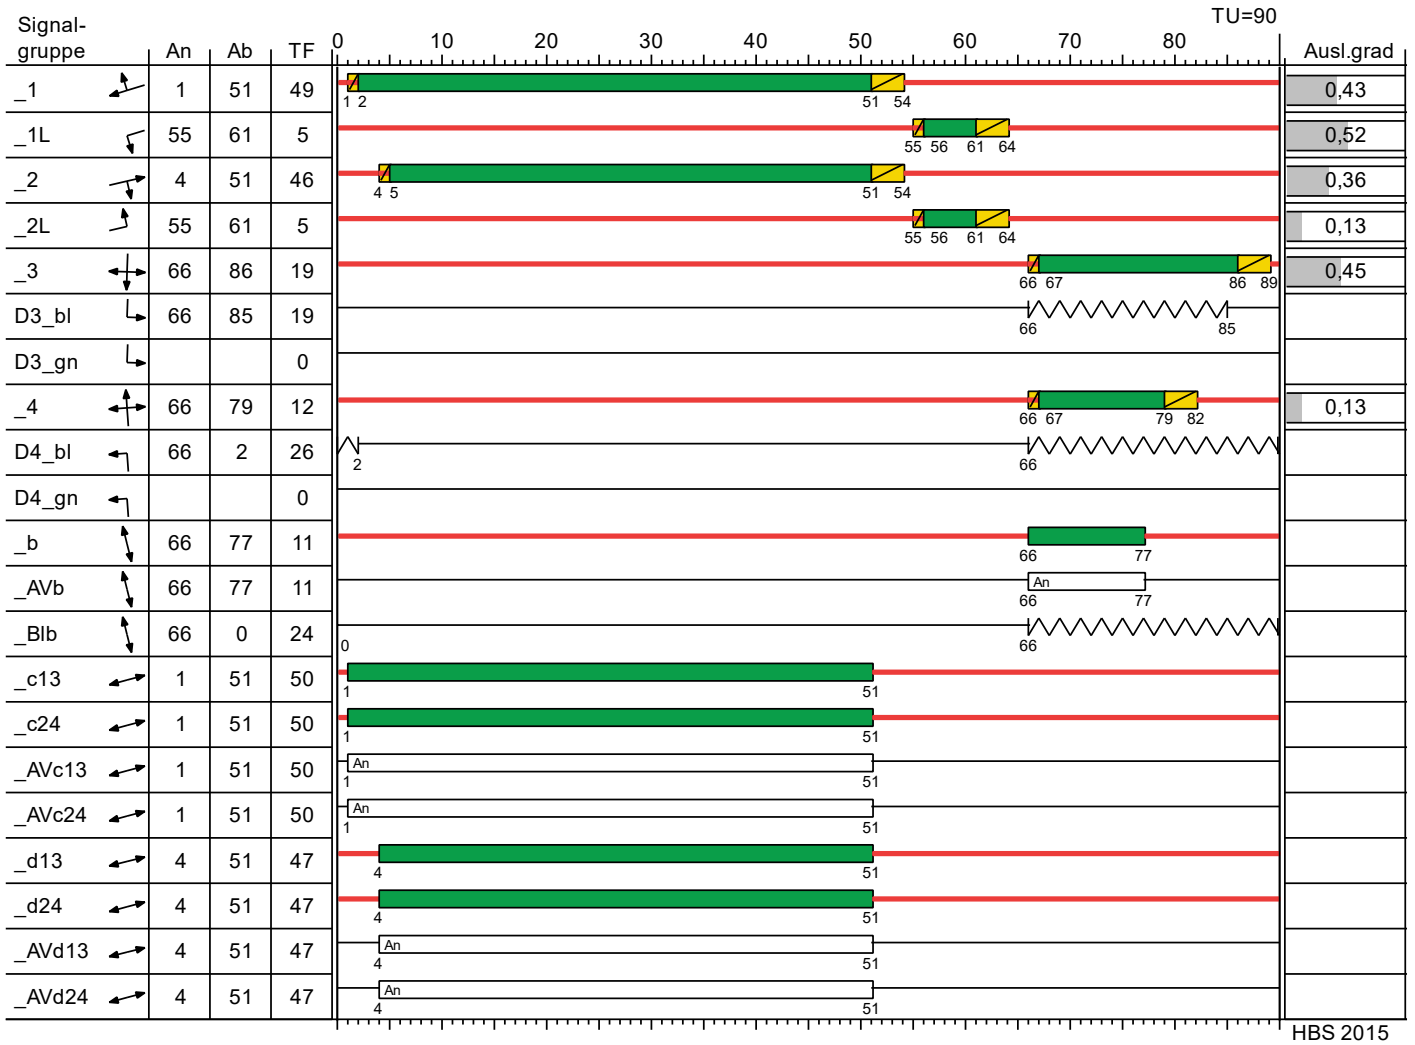 TU=90
Signal-
gruppe An Ab TF 0 10 20 30 40 50 60 70 80 Ausl.grad
_1 1 51 49 1 2 51 54 0,43
_1L 55 61 5 55 56 61 64 0,52
_2 4 51 46 4 5 51 54 0,36
_2L 55 61 5 55 56 61 64 0,13
_3 66 86 19 66 67 86 89 0,45
D3_bl 66 85 19 66 85
D3_gn 0
_4 66 79 12 66 67 79 82 0,13
D4_bl 66 2 26 2 66
D4_gn 0
_b 66 77 11 66 77
_AVb 66 77 11 An 66 77
_Blb 66 0 24 0 66
_c13 1 51 50 1 51
_c24 1 51 50 1 51
_AVc13 1 51 50 An 1 51
_AVc24 1 51 50 An 1 51
_d13 4 51 47 4 51
_d24 4 51 47 4 51
_AVd13 4 51 47 An 4 51
_AVd24 4 51 47 An 4 51
HBS 2015